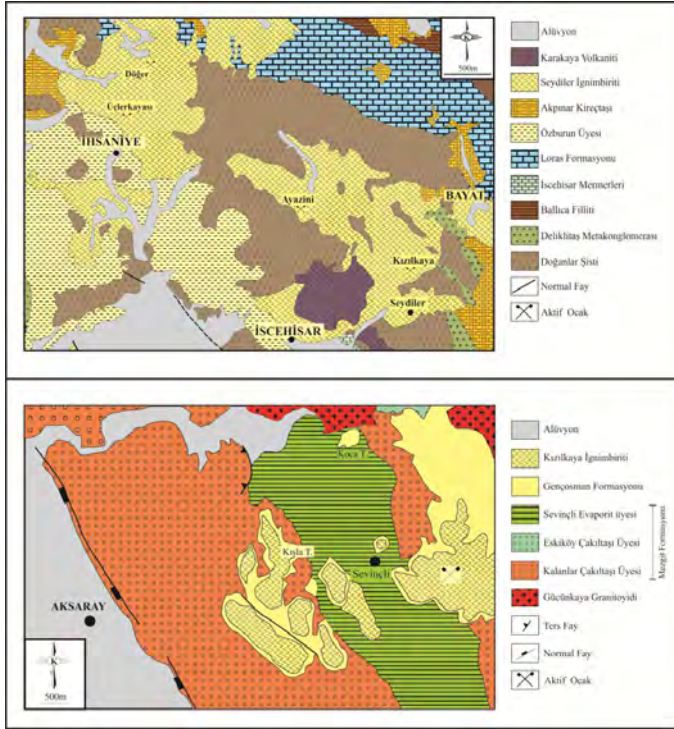 K
500m
Döğer
Üçlerkayası
İHSANİYE
Ayazini
BAYAT
Kızılkaya
Seydiler
İSCEHİSAR
Alüvyon
Karakaya Volkaniti
Seydiler İgnimbiriti
Akpınar Kireçtaşı
Özburun Üyesi
Loras Formasyonu
İscehisar Mermerleri
Ballıca Filliti
Deliklitaş Metakonglomerası
Doğanlar Şisti
Normal Fay
Aktif Ocak
Koca T.
Kışla T.
Sevinçli
AKSARAY
K
500m
Alüvyon
Kızılkaya İgnimbiriti
Gençosman Formasyonu
Sevinçli Evaporit üyesi
Eskiköy Çakıltaşı Üyesi
Kalanlar Çakıltaşı Üyesi
Mezgit Formasyonu
Gücünkaya Granitoyidi
Ters Fay
Normal Fay
Aktif Ocak